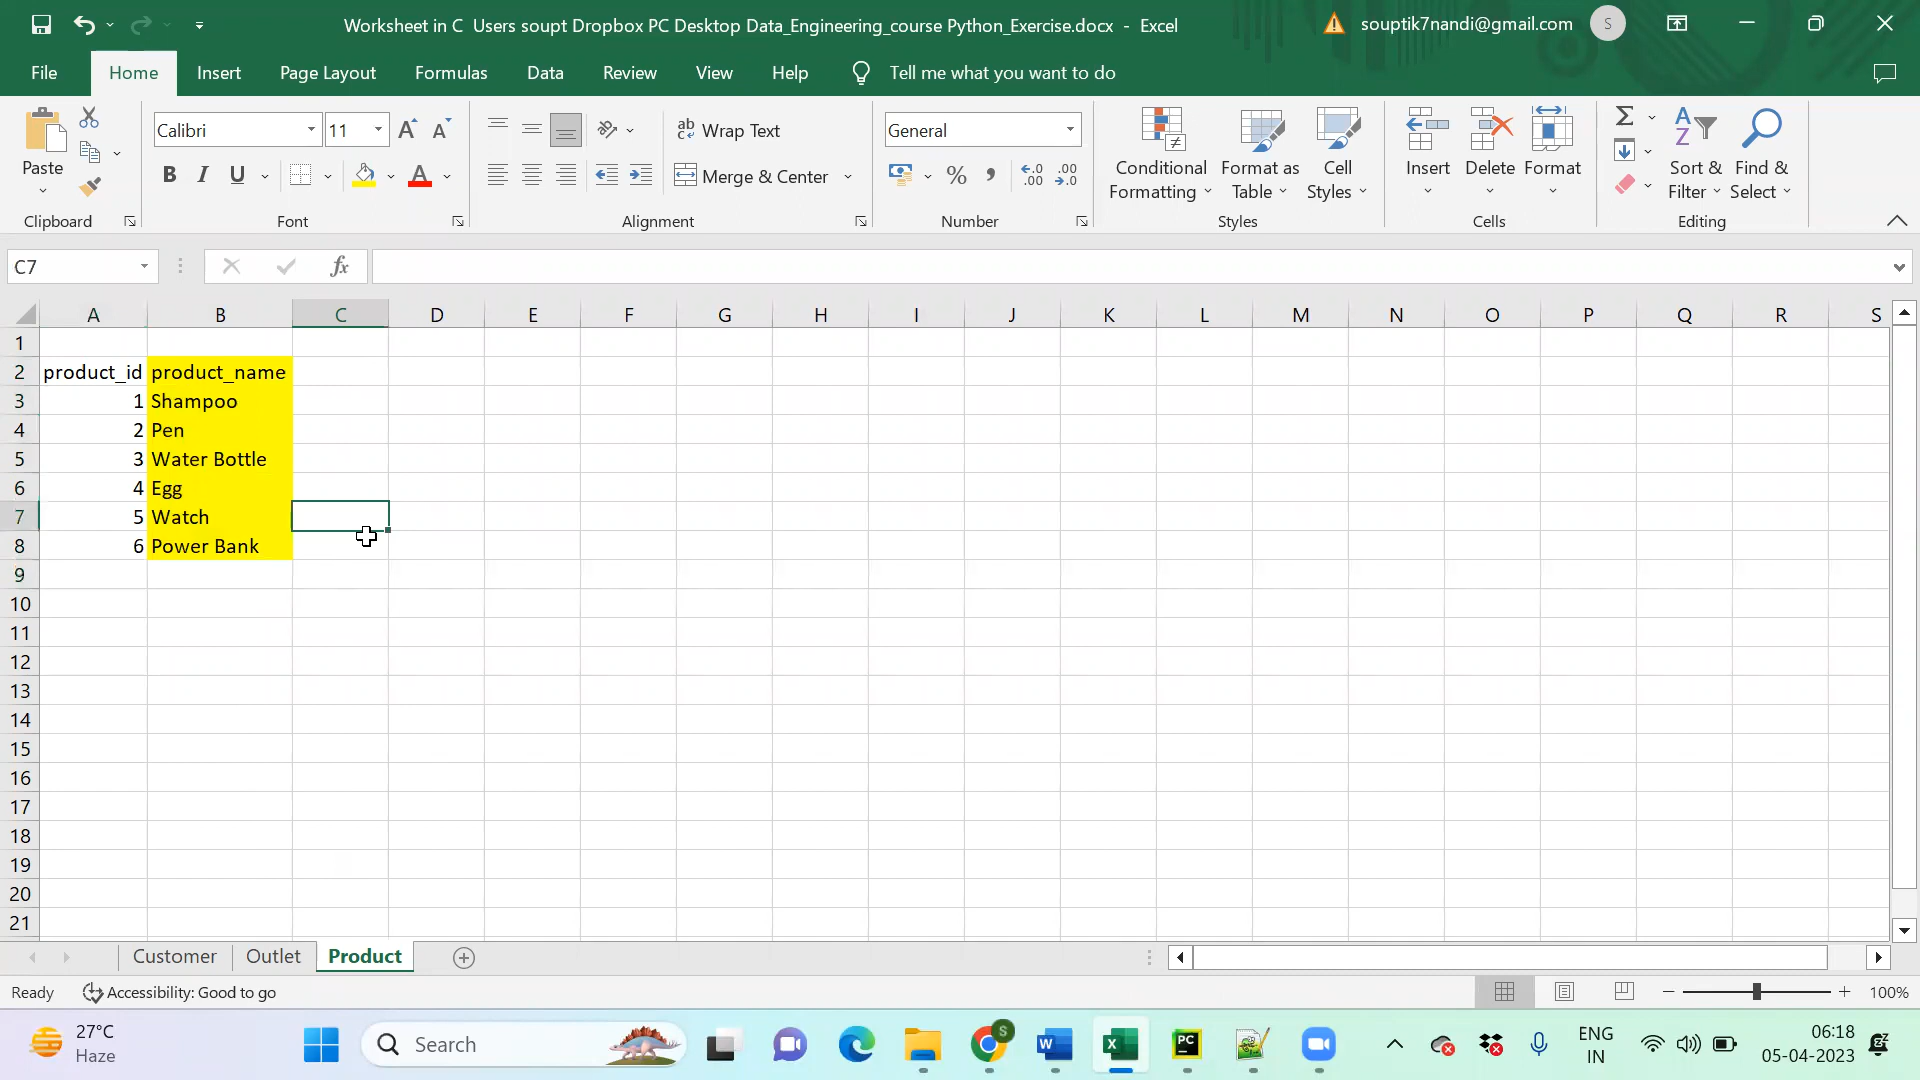 Worksheet in C  Users soupt Dropbox PC Desktop Data_Engineering_course Python_Exercise.docx  -  Excel
souptik7nandi@gmail.com
S
File Home Insert Page Layout Formulas Data Review View Help Tell me what you want to do
Paste
Clipboard
Calibri 11
B I U
Font
Wrap Text
Merge & Center
Alignment
General
Number
Conditional Formatting
Format as Table
Cell Styles
Styles
Insert
Delete
Format
Cells
Sort & Filter
Find & Select
Editing
C7
fx
A B C D E F G H I J K L M N O P Q R S
1
2 product_id product_name
3 1 Shampoo
4 2 Pen
5 3 Water Bottle
6 4 Egg
7 5 Watch
8 6 Power Bank
9
10
11
12
13
14
15
16
17
18
19
20
21
Customer Outlet Product
Ready Accessibility: Good to go 100%
27°C
Haze
Search
ENG
IN
06:18
05-04-2023